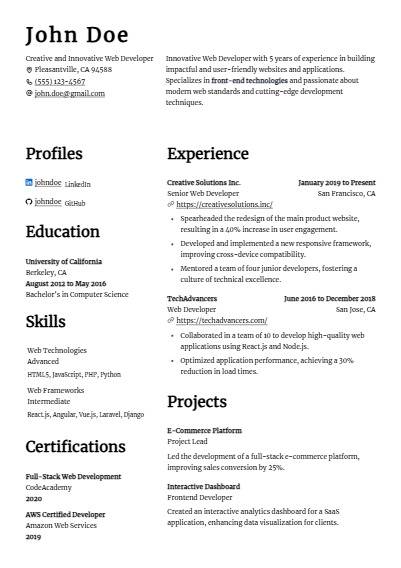 John Doe
Creative and Innovative Web Developer
Pleasantville, CA 94588
(555) 123-4567
john.doe@gmail.com
Innovative Web Developer with 5 years of experience in building
impactful and user-friendly websites and applications.
Specializes in front-end technologies and passionate about
modern web standards and cutting-edge development
techniques.
Profiles
johndoe LinkedIn
johndoe GitHub
Education
University of California
Berkeley, CA
August 2012 to May 2016
Bachelor's in Computer Science
Skills
Web Technologies
Advanced
HTML5, JavaScript, PHP, Python
Web Frameworks
Intermediate
React.js, Angular, Vue.js, Laravel, Django
Certifications
Full-Stack Web Development
CodeAcademy
2020
AWS Certified Developer
Amazon Web Services
2019
Experience
Creative Solutions Inc. January 2019 to Present
Senior Web Developer San Francisco, CA
https://creativesolutions.inc/
• Spearheaded the redesign of the main product website,
resulting in a 40% increase in user engagement.
• Developed and implemented a new responsive framework,
improving cross-device compatibility.
• Mentored a team of four junior developers, fostering a
culture of technical excellence.
TechAdvancers June 2016 to December 2018
Web Developer San Jose, CA
https://techadvancers.com/
• Collaborated in a team of 10 to develop high-quality web
applications using React.js and Node.js.
• Optimized application performance, achieving a 30%
reduction in load times.
Projects
E-Commerce Platform
Project Lead
Led the development of a full-stack e-commerce platform,
improving sales conversion by 25%.
Interactive Dashboard
Frontend Developer
Created an interactive analytics dashboard for a SaaS
application, enhancing data visualization for clients.